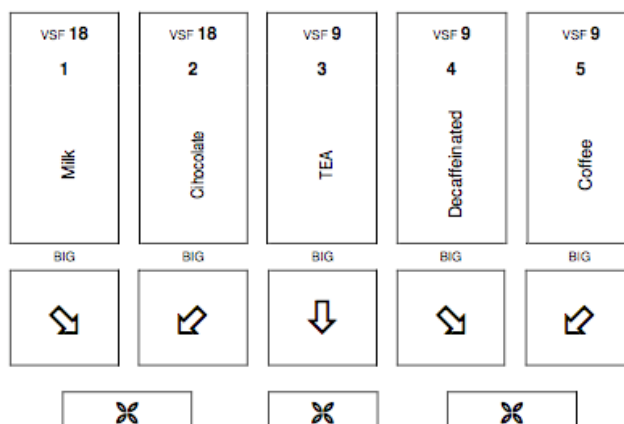 VSF 18 VSF 18 VSF 9 VSF 9 VSF 9
1 2 3 4 5
Milk Cihocolate TEA Decaffeinated Coffee
BIG BIG BIG BIG BIG